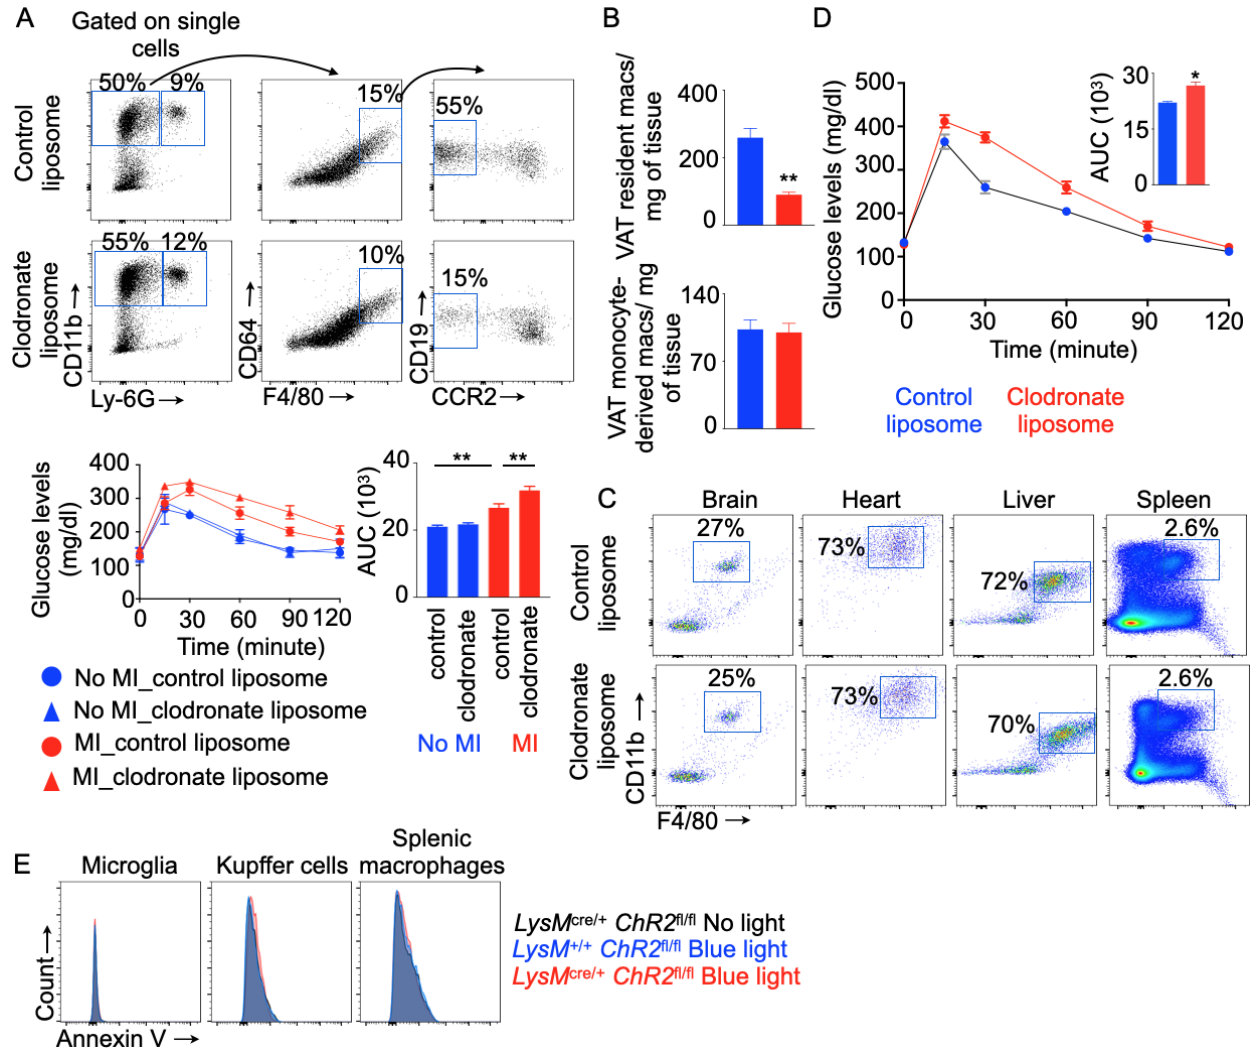 A
Gated on single
cells
Control
liposome
50%
9%
15%
55%
Clodronate
liposome
55%
12%
10%
15%
CD11b
CD64
CD19
Ly-6G
F4/80
CCR2
B
VAT resident macs/
mg of tissue
400
200
0
**
VAT monocyte-
derived macs/ mg
of tissue
140
70
0
D
Glucose levels (mg/dl)
500
400
300
200
100
0
0
30
60
90
120
Time (minute)
AUC (10³)
30
15
0
*
Control
liposome
Clodronate
liposome
Glucose levels
(mg/dl)
400
300
200
100
0
0
30
60
90
120
Time (minute)
No MI_control liposome
No MI_clodronate liposome
MI_control liposome
MI_clodronate liposome
AUC (10³)
40
20
0
**
**
control
clodronate
control
clodronate
No MI
MI
C
Brain
Heart
Liver
Spleen
Control
liposome
27%
73%
72%
2.6%
Clodronate
liposome
25%
73%
70%
2.6%
CD11b
F4/80
E
Microglia
Kupffer cells
Splenic
macrophages
Count
Annexin V
LysMcre/+ ChR2fl/fl No light
LysM+/+ ChR2fl/fl Blue light
LysMcre/+ ChR2fl/fl Blue light